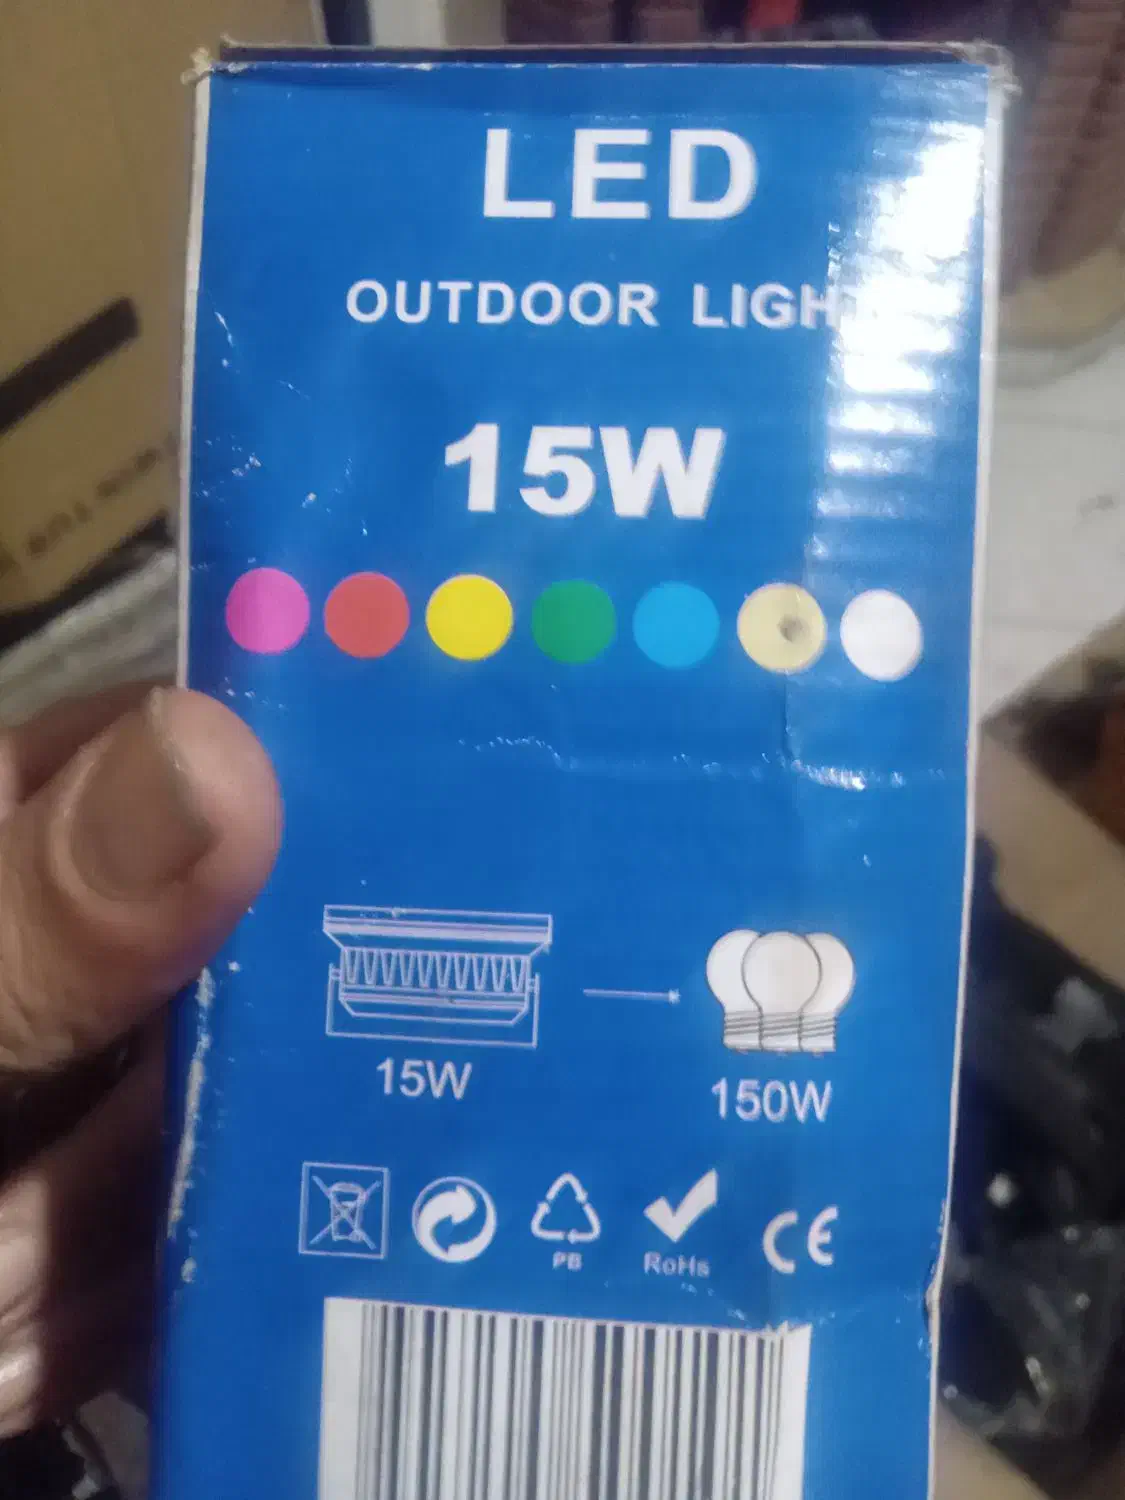 LED
OUTDOOR LIGH
15W
15W
150W
PB
RoHs
CE